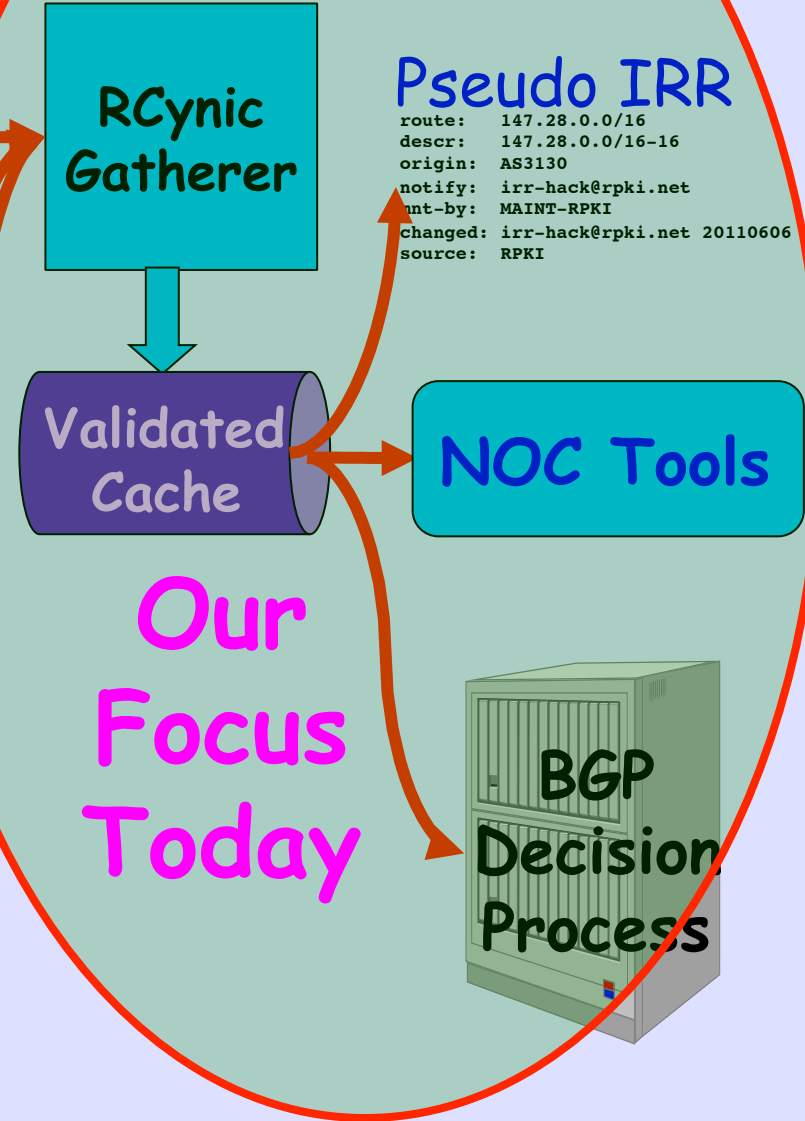 RCynic
Gatherer
Pseudo IRR
route: 147.28.0.0/16
descr: 147.28.0.0/16-16
origin: AS3130
notify: irr-hack@rpki.net
mnt-by: MAINT-RPKI
changed: irr-hack@rpki.net 20110606
source: RPKI
Validated
Cache
NOC Tools
Our
Focus
Today
BGP
Decision
Process